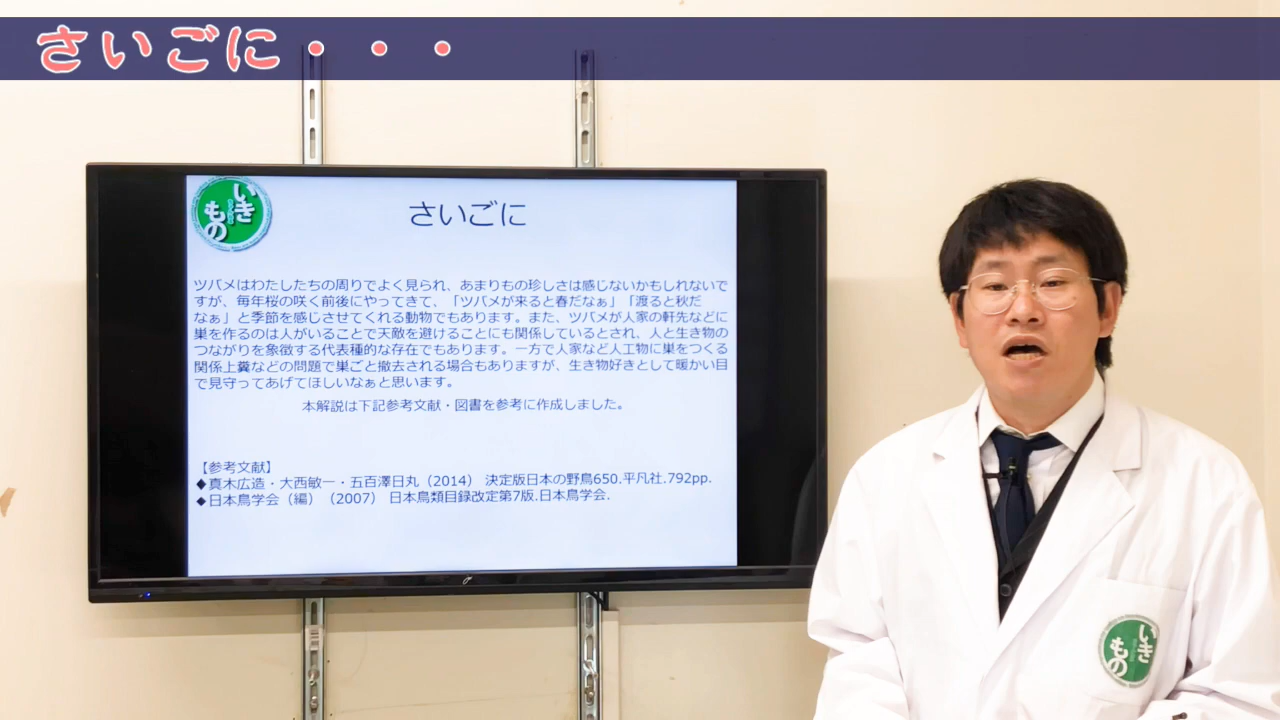 さいごに・・・
いき
もの
さいごに
ツバメはわたしたちの周りでよく見られ、あまりもの珍しさは感じないかもしれないで
すが、毎年桜の咲く前後にやってきて、「ツバメが来ると春だなぁ」「渡ると秋だ
なぁ」と季節を感じさせてくれる動物でもあります。また、ツバメが人家の軒先などに
巣を作るのは人がいることで天敵を避けることにも関係しているとされ、人と生き物の
つながりを象徴する代表種的な存在でもあります。一方で人家など人工物に巣をつくる
関係上糞などの問題で巣ごと撤去される場合もありますが、生き物好きとして暖かい目
で見守ってあげてほしいなぁと思います。
本解説は下記参考文献・図書を参考に作成しました。
【参考文献】
◆真木広造・大西敏一・五百澤日丸（2014） 決定版日本の野鳥650.平凡社.792pp.
◆日本鳥学会（編）（2007） 日本鳥類目録改定第7版.日本鳥学会.
いき
もの